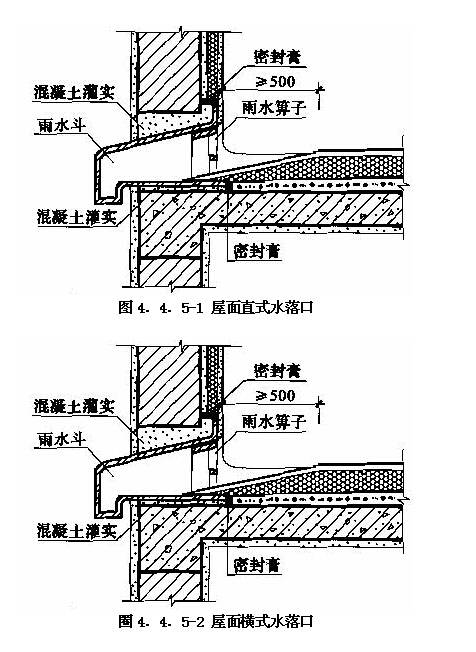 密封膏
≥500
混凝土灌实
雨水箅子
雨水斗
混凝土灌实
密封膏
图4. 4. 5-1 屋面直式水落口
密封膏
≥500
混凝土灌实
雨水箅子
雨水斗
混凝土灌实
密封膏
图4. 4. 5-2 屋面横式水落口